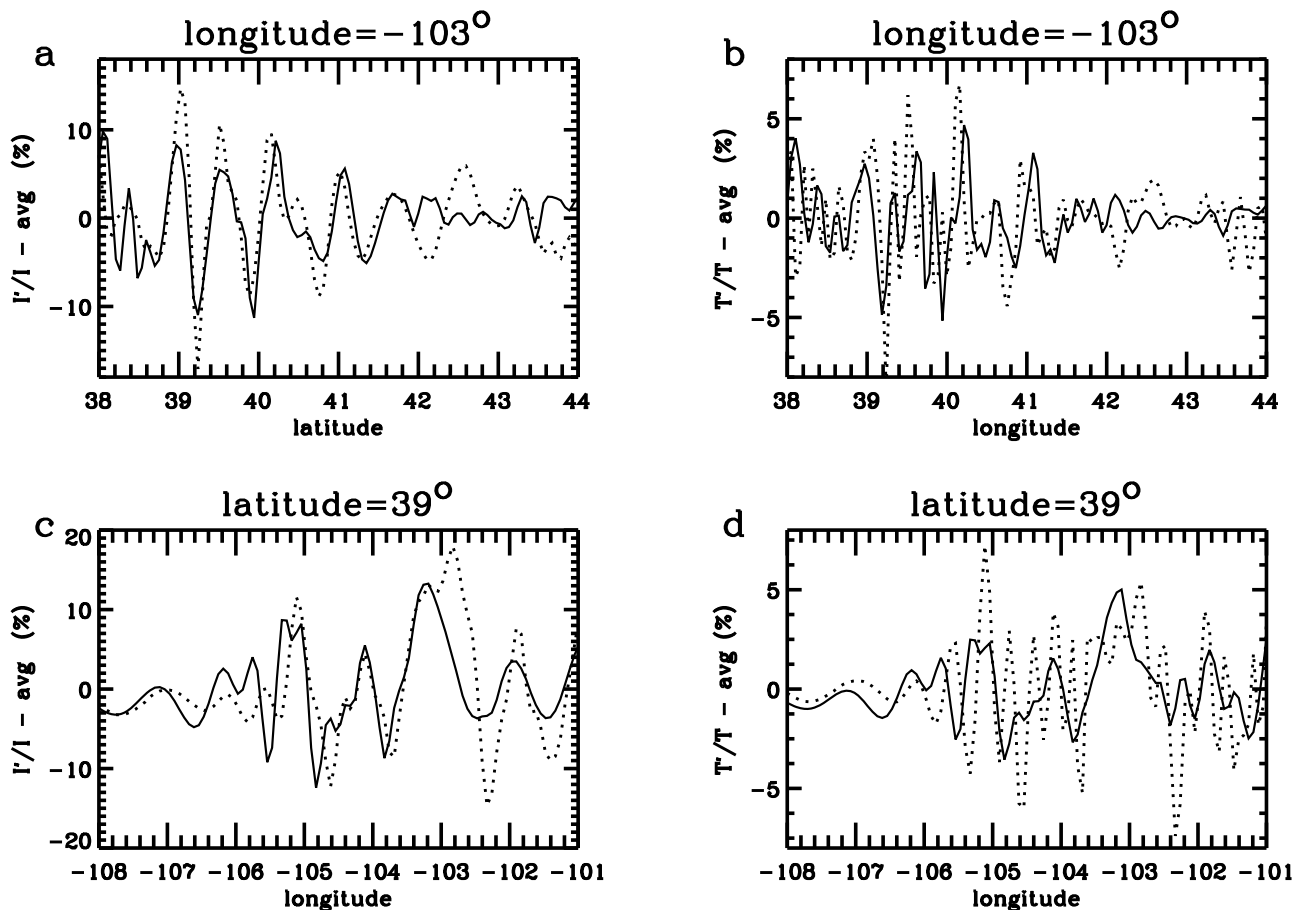 a
longitude=−103°
I'/I − avg (%)
10
0
−10
38 39 40 41 42 43 44
latitude
b
longitude=−103°
T'/T − avg (%)
5
0
−5
38 39 40 41 42 43 44
longitude
c
latitude=39°
I'/I − avg (%)
20
10
0
−10
−20
−108 −107 −106 −105 −104 −103 −102 −101
longitude
d
latitude=39°
T'/T − avg (%)
5
0
−5
−108 −107 −106 −105 −104 −103 −102 −101
longitude